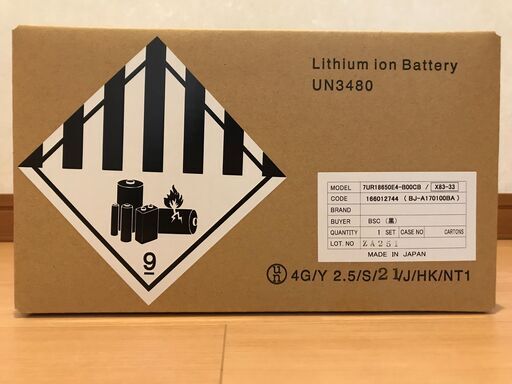 Lithium ion Battery
UN3480
9
MODEL 7UR18650E4-B00CB / X83-33
CODE 166012744 ( BJ-A170100BA )
BRAND
BUYER BSC (黒)
QUANTITY 1 SET CASE NO CARTONS
LOT. NO ZA251
MADE IN JAPAN
un 4G/Y 2.5/S/21/J/HK/NT1